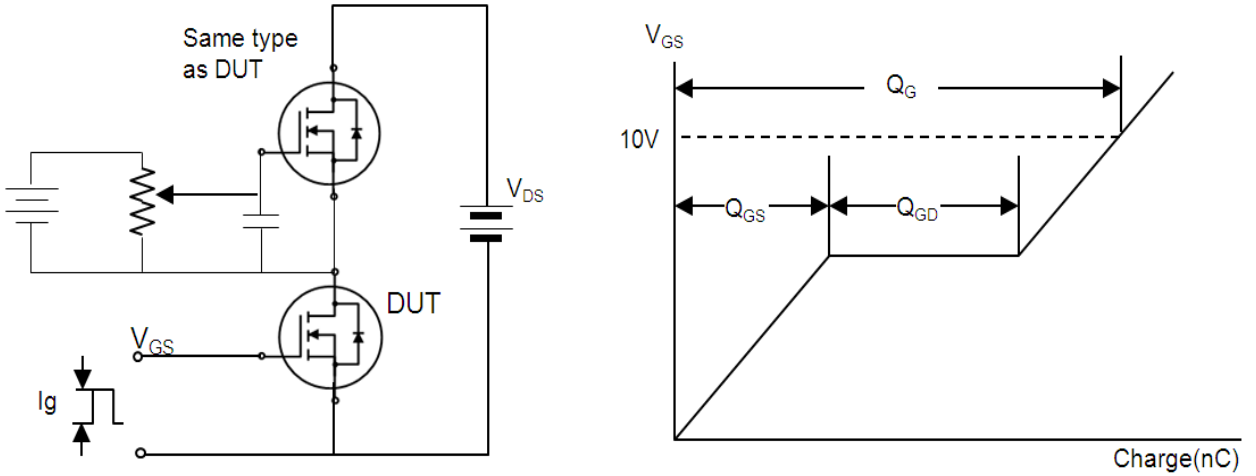 Same type
as DUT
V_DS
DUT
V_GS
Ig
V_GS
Q_G
10V
Q_GS
Q_GD
Charge(nC)